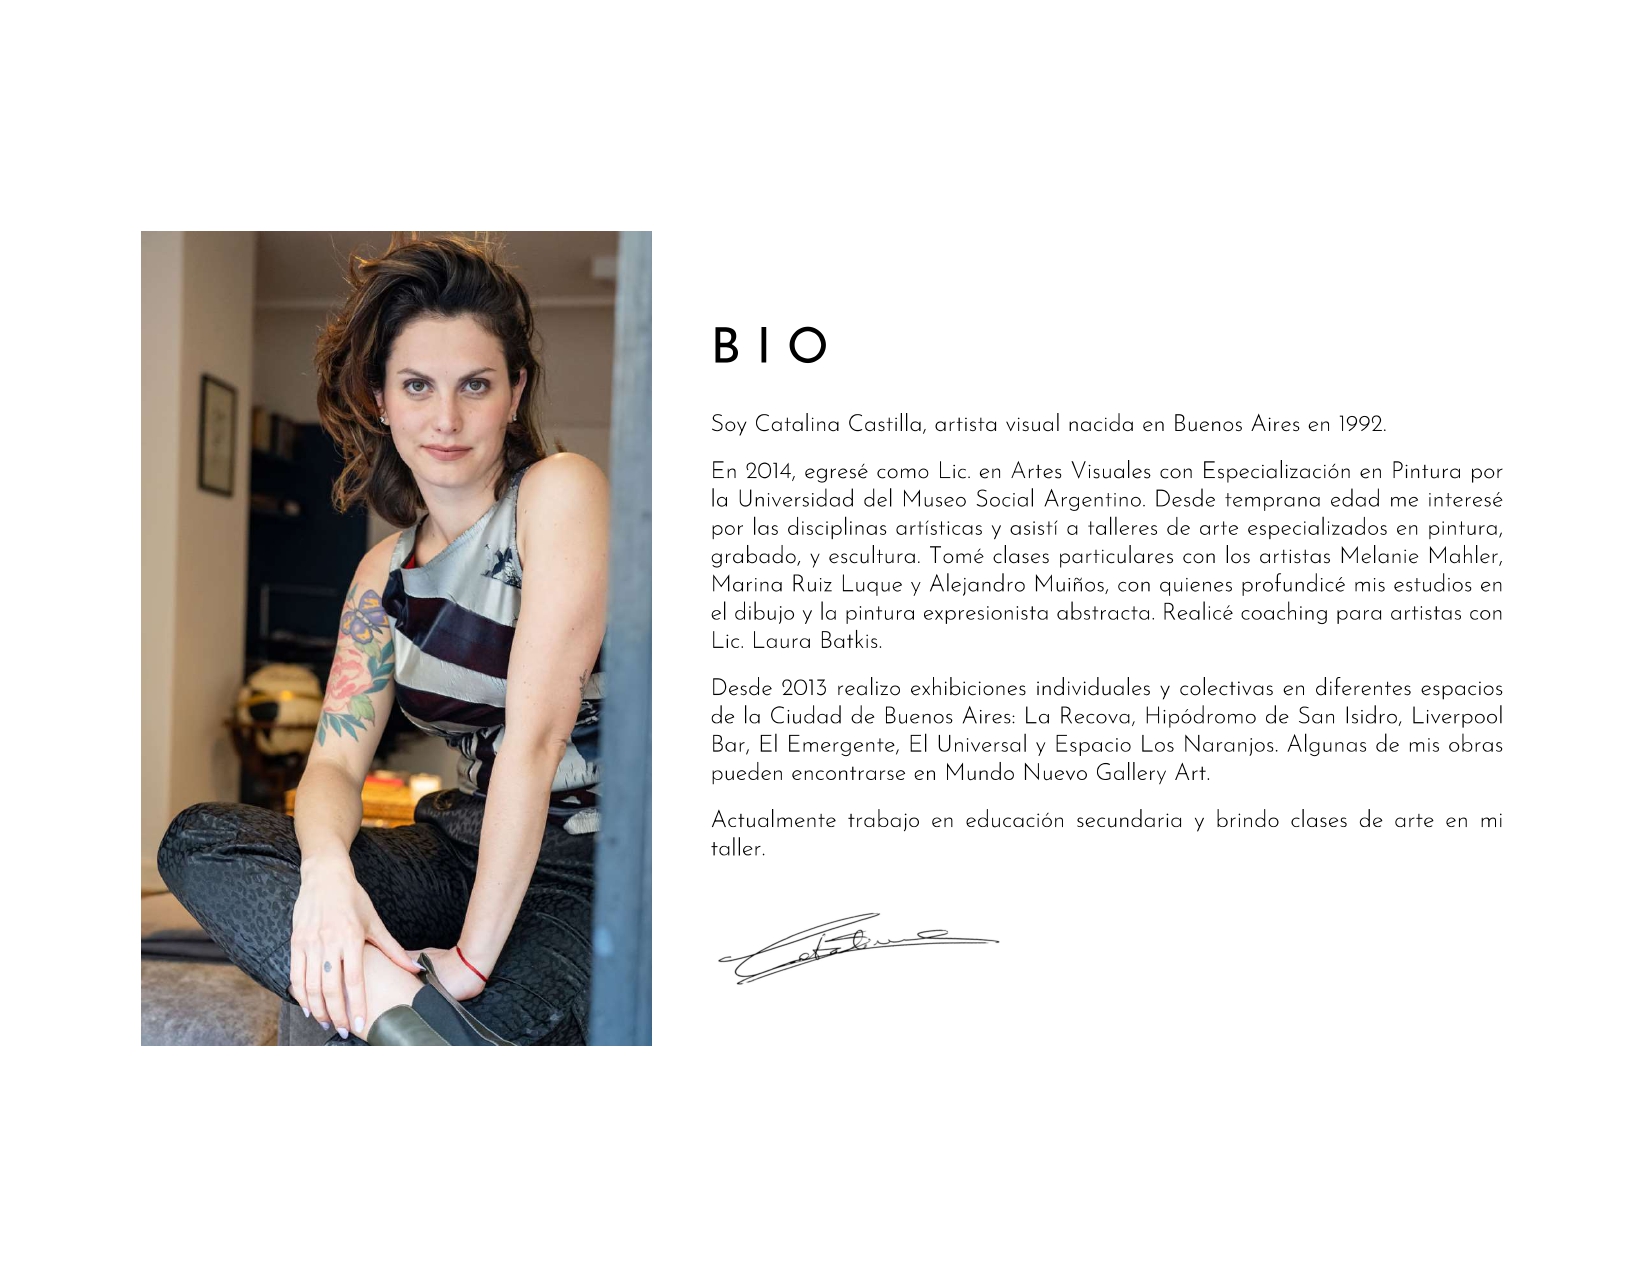 BIO
Soy Catalina Castilla, artista visual nacida en Buenos Aires en 1992.
En 2014, egresé como Lic. en Artes Visuales con Especialización en Pintura por
la Universidad del Museo Social Argentino. Desde temprana edad me interesé
por las disciplinas artísticas y asistí a talleres de arte especializados en pintura,
grabado, y escultura. Tomé clases particulares con los artistas Melanie Mahler,
Marina Ruiz Luque y Alejandro Muiños, con quienes profundicé mis estudios en
el dibujo y la pintura expresionista abstracta. Realicé coaching para artistas con
Lic. Laura Batkis.
Desde 2013 realizo exhibiciones individuales y colectivas en diferentes espacios
de la Ciudad de Buenos Aires: La Recova, Hipódromo de San Isidro, Liverpool
Bar, El Emergente, El Universal y Espacio Los Naranjos. Algunas de mis obras
pueden encontrarse en Mundo Nuevo Gallery Art.
Actualmente trabajo en educación secundaria y brindo clases de arte en mi
taller.
Catalina